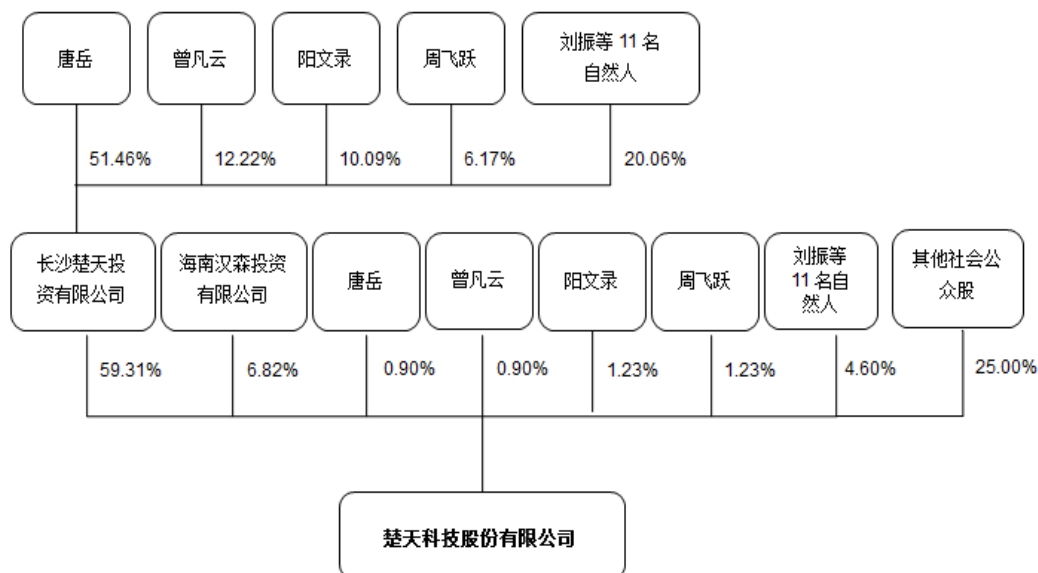 唐岳
曾凡云
阳文录
周飞跃
刘振等 11 名
自然人
51.46%
12.22%
10.09%
6.17%
20.06%
长沙楚天投
资有限公司
海南汉森投资
有限公司
唐岳
曾凡云
阳文录
周飞跃
刘振等
11 名自
然人
其他社会公
众股
59.31%
6.82%
0.90%
0.90%
1.23%
1.23%
4.60%
25.00%
楚天科技股份有限公司